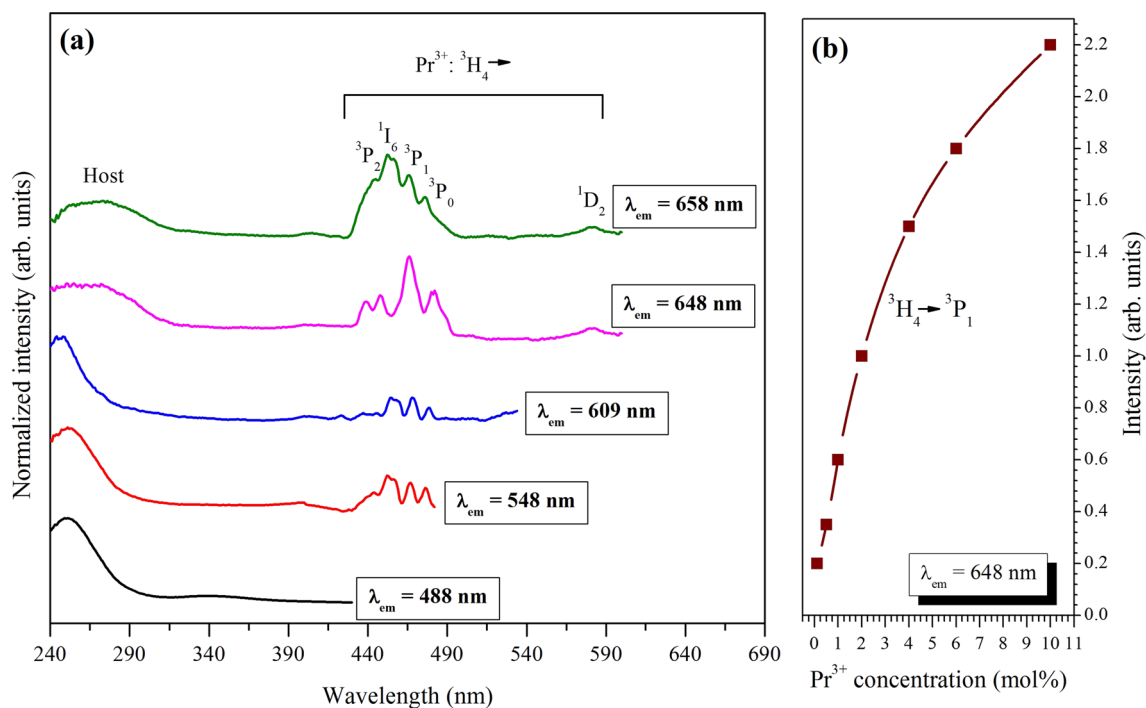 (a)
Pr³⁺: ³H₄→
Host
³P₂
¹I₆
³P₁
³P₀
¹D₂
λem = 658 nm
λem = 648 nm
λem = 609 nm
λem = 548 nm
λem = 488 nm
Normalized intensity (arb. units)
240 290 340 390 440 490 540 590 640 690
Wavelength (nm)
(b)
³H₄→³P₁
λem = 648 nm
2.2
2.0
1.8
1.6
1.4
1.2
1.0
0.8
0.6
0.4
0.2
0.0
Intensity (arb. units)
0 1 2 3 4 5 6 7 8 9 10 11
Pr³⁺ concentration (mol%)